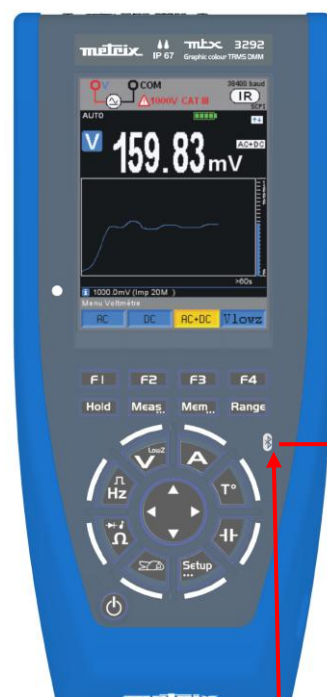 metrix IP 67 mtx 3292
Graphic colour TRMS DMM
V COM 38400 baud
1000V CAT III IR
SCPI
AUTO
V 159.83 mV AC+DC
>60s
1000.0mV (Imp 20M )
Menu Voltmètre
AC DC AC+DC Vlowz
F1 F2 F3 F4
Hold Meas... Mem... Range
V LowZ A
Hz T°
Ω
Setup
...
metrix